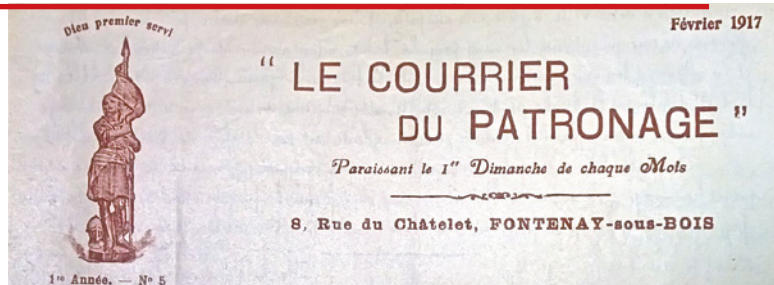 Dieu premier servi
Février 1917
“ LE COURRIER
DU PATRONAGE ”
Paraissant le 1er Dimanche de chaque Mois
8, Rue du Châtelet, FONTENAY-sous-BOIS
1re Année. — N° 5